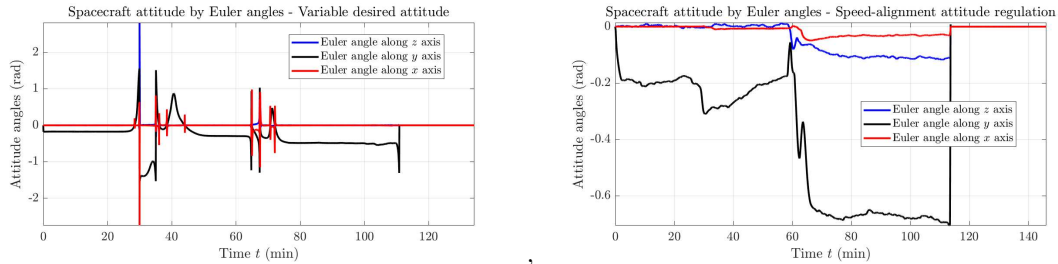 Spacecraft attitude by Euler angles - Variable desired attitude
Attitude angles (rad)
2
1
0
-1
-2
Euler angle along z axis
Euler angle along y axis
Euler angle along x axis
0 20 40 60 80 100 120
Time t (min)
,
Spacecraft attitude by Euler angles - Speed-alignment attitude regulation
Attitude angles (rad)
0
-0.2
-0.4
-0.6
Euler angle along z axis
Euler angle along y axis
Euler angle along x axis
0 20 40 60 80 100 120 140
Time t (min)